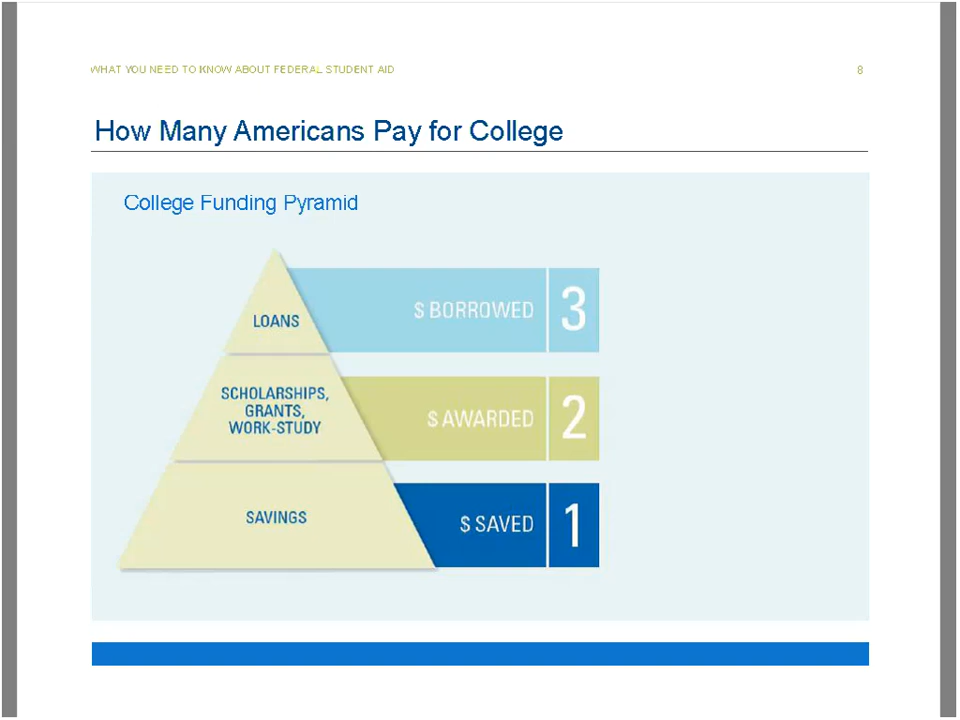 WHAT YOU NEED TO KNOW ABOUT FEDERAL STUDENT AID
8
How Many Americans Pay for College
College Funding Pyramid
LOANS
$ BORROWED
3
SCHOLARSHIPS,
GRANTS,
WORK-STUDY
$ AWARDED
2
SAVINGS
$ SAVED
1